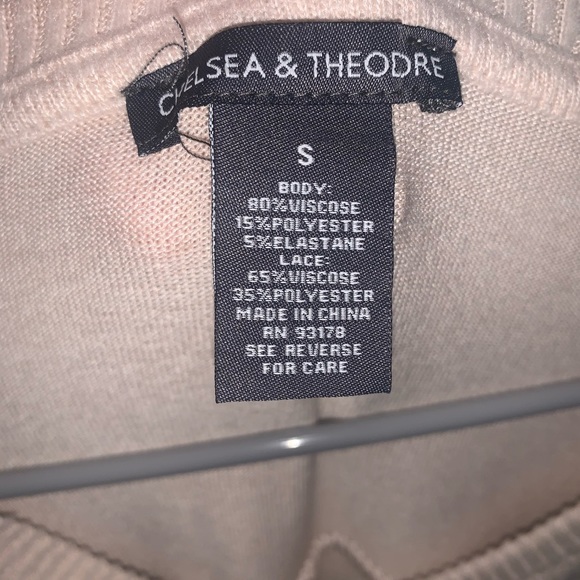 CHELSEA & THEODRE
S
BODY:
80%VISCOSE
15%POLYESTER
5%ELASTANE
LACE:
65%VISCOSE
35%POLYESTER
MADE IN CHINA
RN 93178
SEE REVERSE
FOR CARE